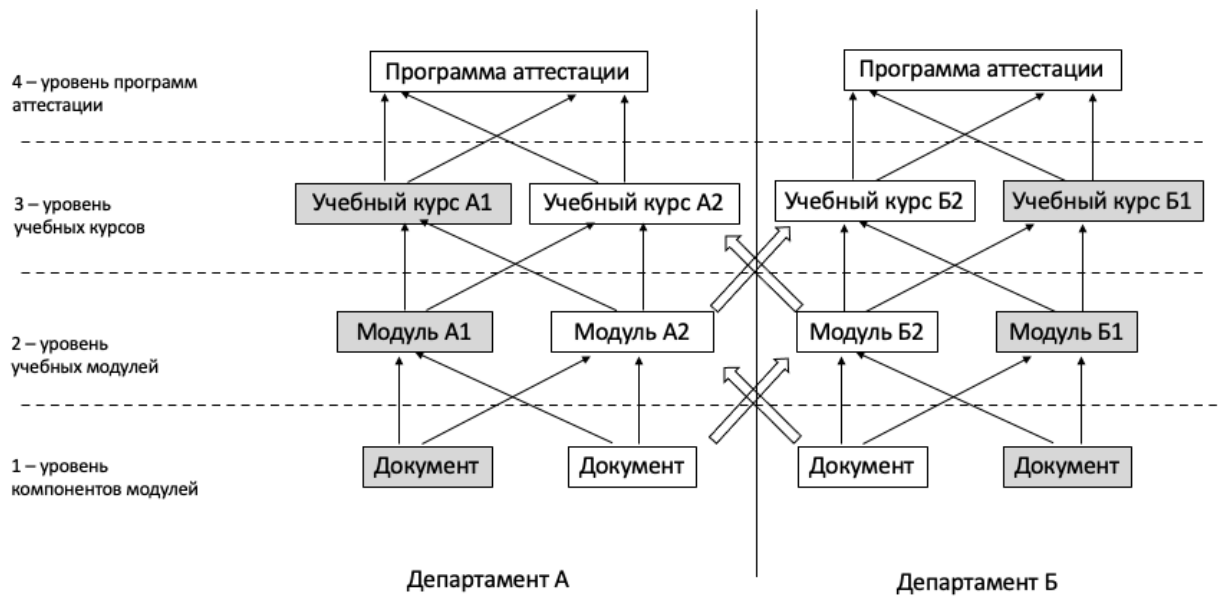 4 – уровень программ
аттестации
Программа аттестации
Программа аттестации
3 – уровень
учебных курсов
Учебный курс А1
Учебный курс А2
Учебный курс Б2
Учебный курс Б1
2 – уровень
учебных модулей
Модуль А1
Модуль А2
Модуль Б2
Модуль Б1
1 – уровень
компонентов модулей
Документ
Документ
Документ
Документ
Департамент А
Департамент Б